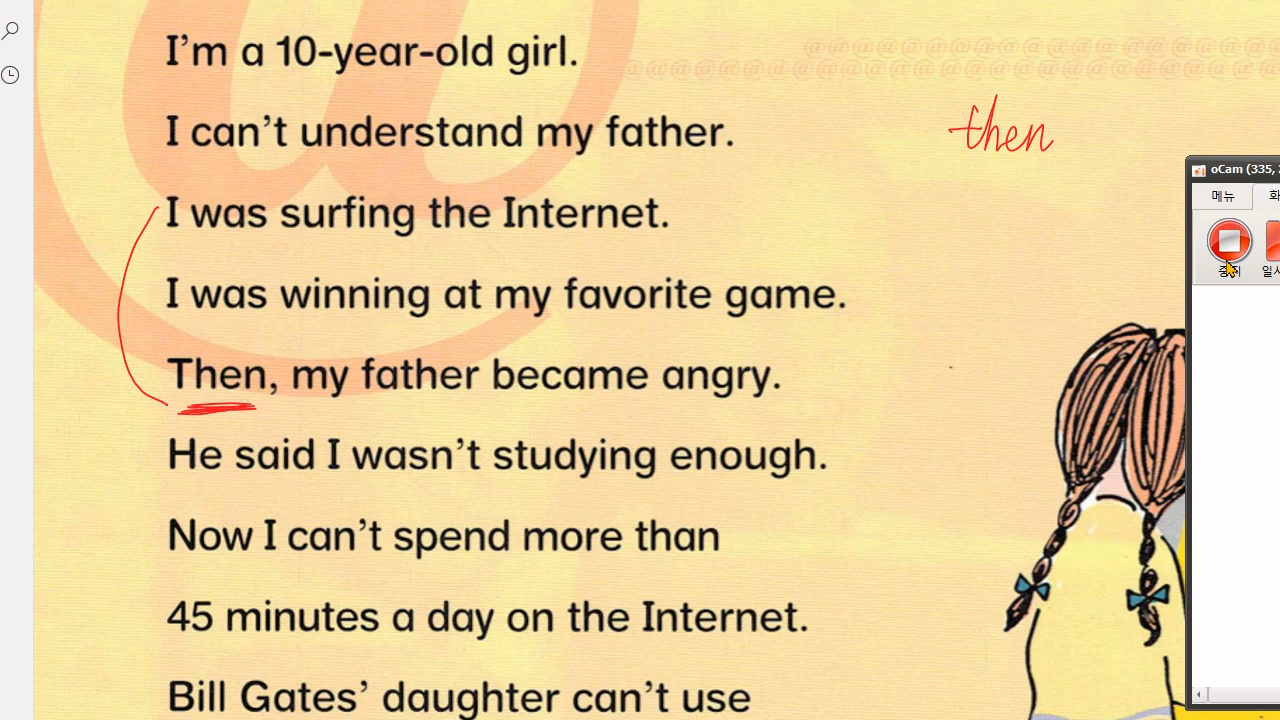 I'm a 10-year-old girl.
I can't understand my father.
then
I was surfing the Internet.
I was winning at my favorite game.
Then, my father became angry.
He said I wasn't studying enough.
Now I can't spend more than
45 minutes a day on the Internet.
Bill Gates' daughter can't use
oCam (335,
메뉴